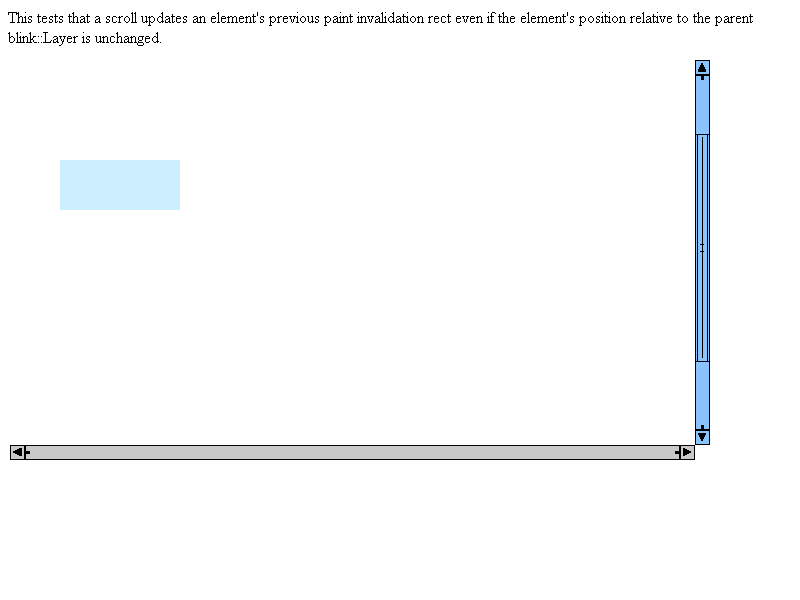 This tests that a scroll updates an element's previous paint invalidation rect even if the element's position relative to the parent
blink::Layer is unchanged.